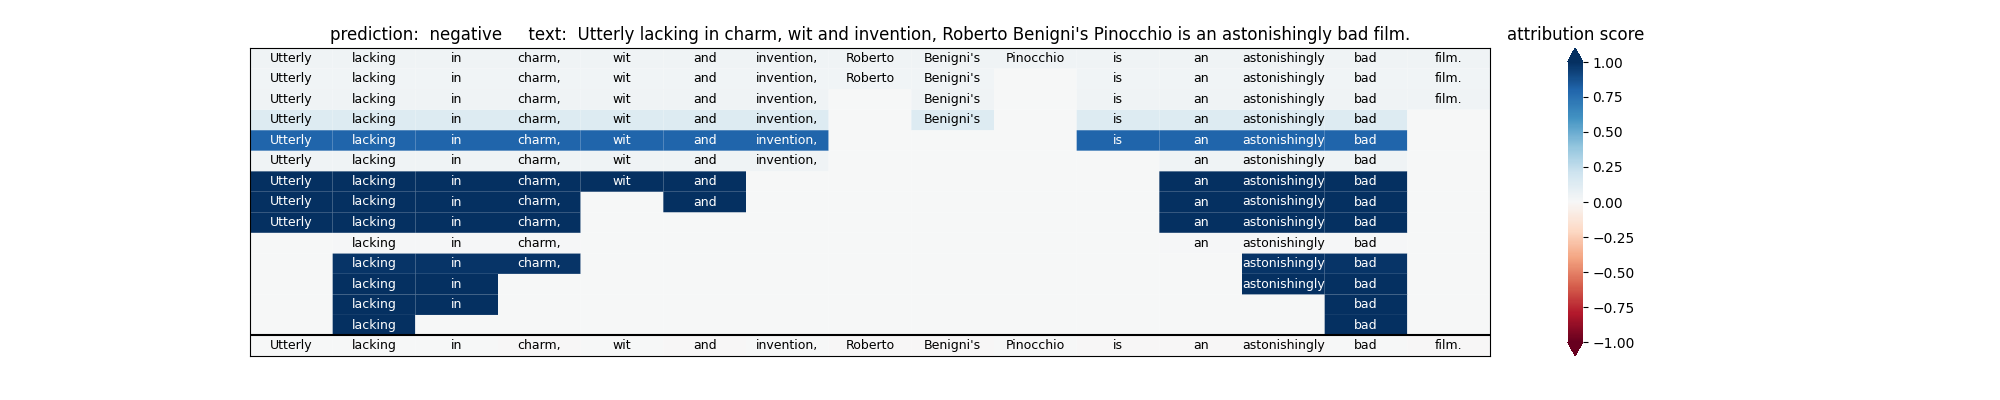 prediction: negative text: Utterly lacking in charm, wit and invention, Roberto Benigni's Pinocchio is an astonishingly bad film. attribution score
Utterly lacking in charm, wit and invention, Roberto Benigni's Pinocchio is an astonishingly bad film. 1.00
Utterly lacking in charm, wit and invention, Roberto Benigni's is an astonishingly bad film.
Utterly lacking in charm, wit and invention, Benigni's is an astonishingly bad film. 0.75
Utterly lacking in charm, wit and invention, Benigni's is an astonishingly bad
Utterly lacking in charm, wit and invention, is an astonishingly bad 0.50
Utterly lacking in charm, wit and invention, an astonishingly bad
Utterly lacking in charm, wit and an astonishingly bad 0.25
Utterly lacking in charm, and an astonishingly bad 0.00
Utterly lacking in charm, an astonishingly bad
lacking in charm, an astonishingly bad −0.25
lacking in charm, astonishingly bad
lacking in astonishingly bad −0.50
lacking in bad −0.75
lacking bad
Utterly lacking in charm, wit and invention, Roberto Benigni's Pinocchio is an astonishingly bad film. −1.00